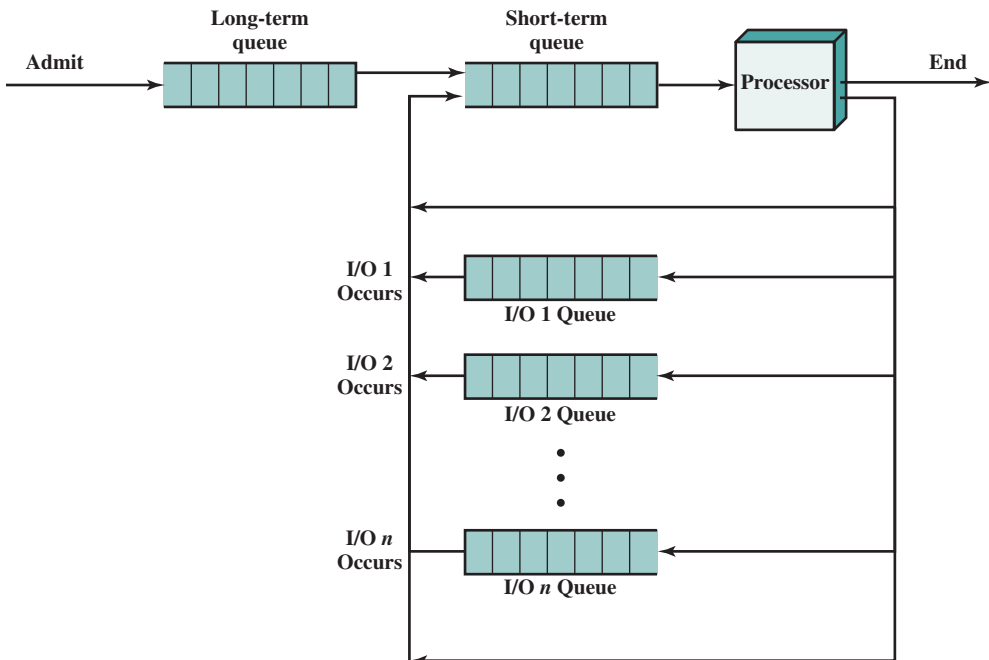 Long-term
queue
Short-term
queue
Admit
Processor
End
I/O 1
Occurs
I/O 1 Queue
I/O 2
Occurs
I/O 2 Queue
I/O n
Occurs
I/O n Queue